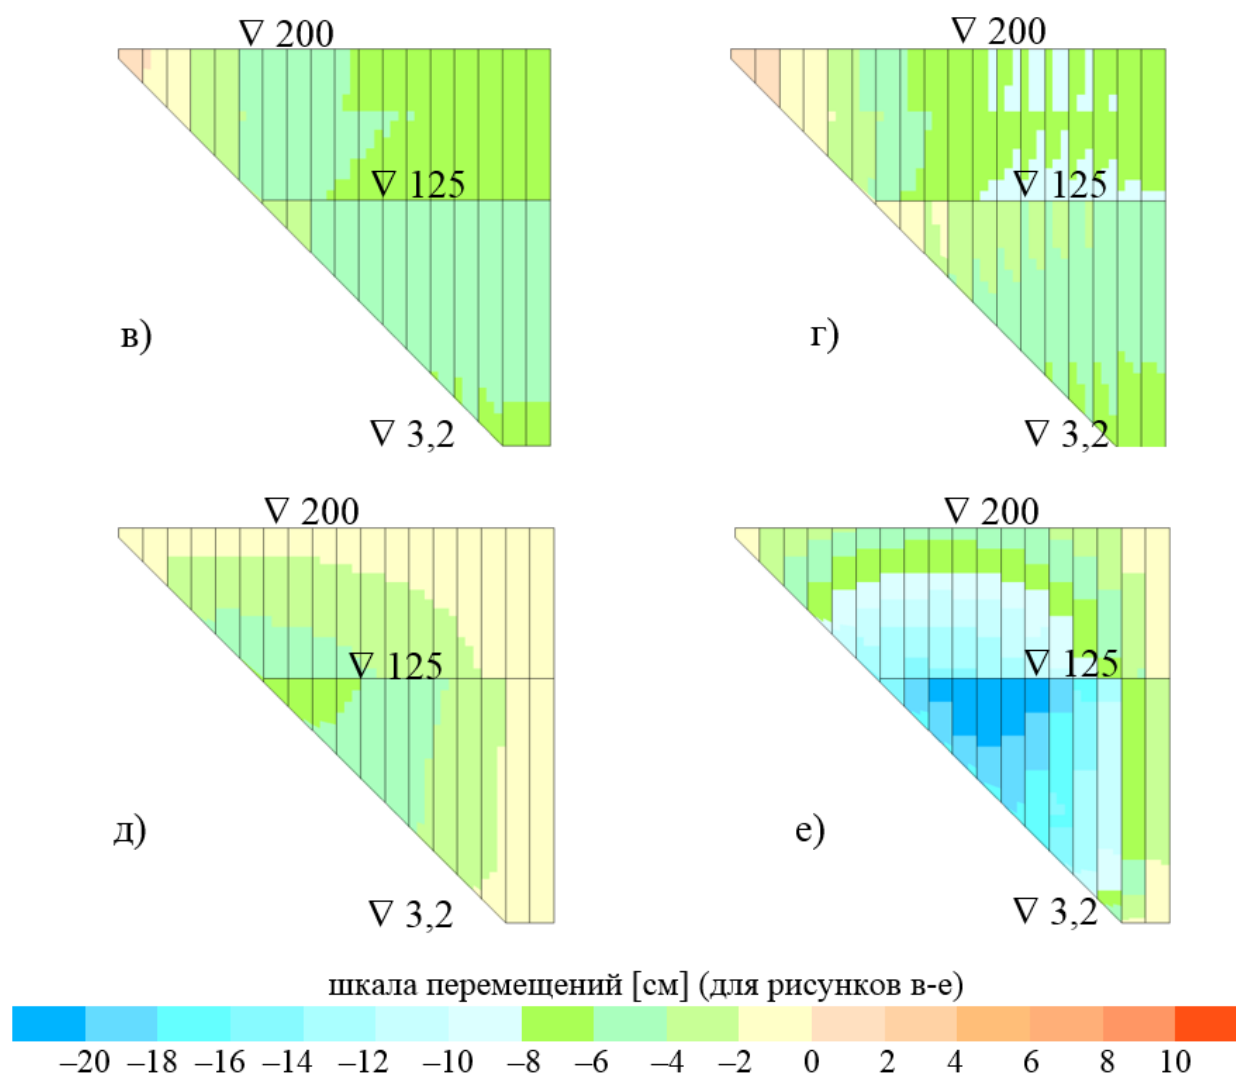 ∇ 200
∇ 200
∇ 125
∇ 125
в)
г)
∇ 3,2
∇ 3,2
∇ 200
∇ 200
∇ 125
∇ 125
д)
е)
∇ 3,2
∇ 3,2
шкала перемещений [см] (для рисунков в-е)
–20 –18 –16 –14 –12 –10 –8 –6 –4 –2 0 2 4 6 8 10